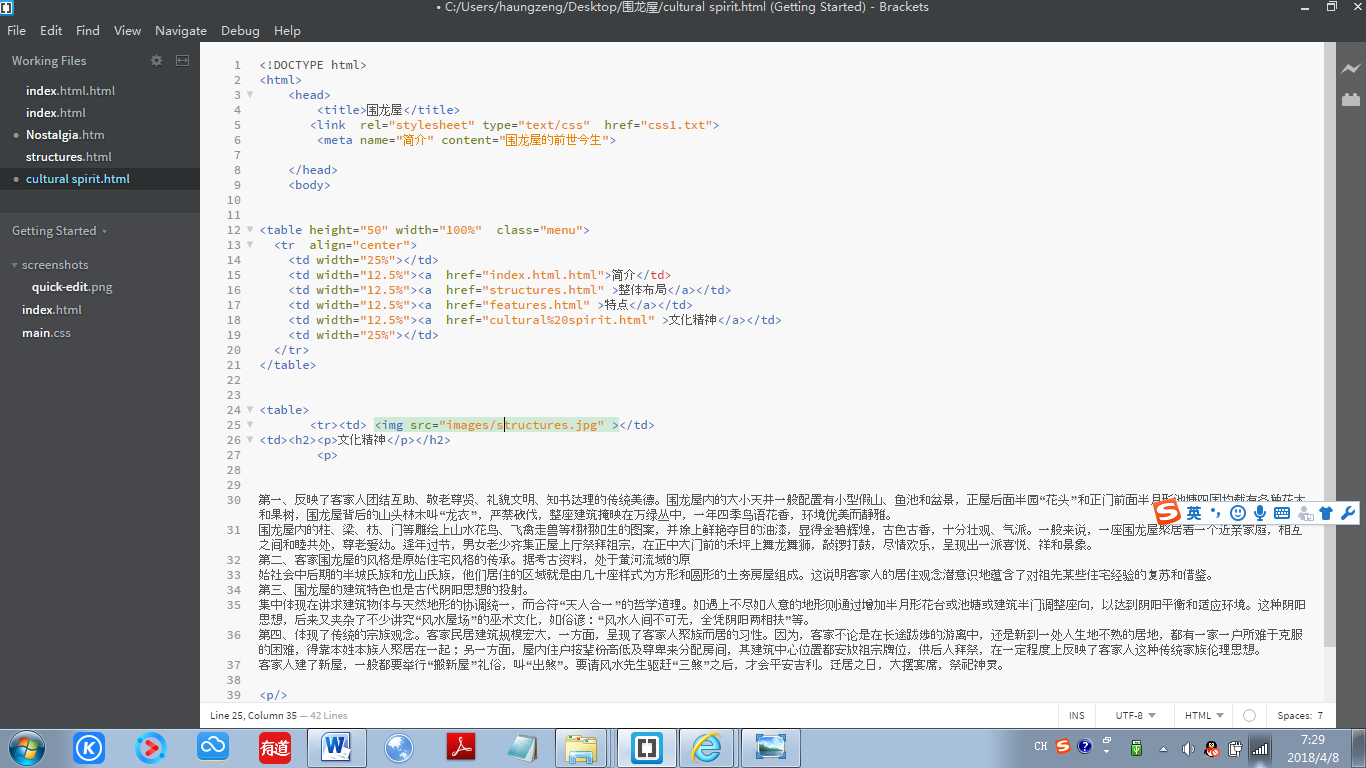 • C:/Users/haungzeng/Desktop/围龙屋/cultural spirit.html (Getting Started) - Brackets
File Edit Find View Navigate Debug Help
Working Files
index.html.html
index.html
Nostalgia.htm
structures.html
cultural spirit.html
Getting Started
screenshots
quick-edit.png
index.html
main.css
1 <!DOCTYPE html>
2 <html>
3 <head>
4 <title>围龙屋</title>
5 <link  rel="stylesheet" type="text/css"  href="css1.txt">
6 <meta name="简介" content="围龙屋的前世今生">
7
8 </head>
9 <body>
10
11
12 <table height="50" width="100%"  class="menu">
13 <tr  align="center">
14 <td width="25%"></td>
15 <td width="12.5%"><a  href="index.html.html">简介</td>
16 <td width="12.5%"><a  href="structures.html" >整体布局</a></td>
17 <td width="12.5%"><a  href="features.html" >特点</a></td>
18 <td width="12.5%"><a  href="cultural%20spirit.html" >文化精神</a></td>
19 <td width="25%"></td>
20 </tr>
21 </table>
22
23
24 <table>
25 <tr><td> <img src="images/structures.jpg" ></td>
26 <td><h2><p>文化精神</p></h2>
27 <p>
28
29
30 第一、反映了客家人团结互助、敬老尊贤、礼貌文明、知书达理的传统美德。围龙屋内的大小天井一般配置有小型假山、鱼池和盆景，正屋后面半园“花头”和正门前面半月形池塘四围均栽有各种花木
和果树，围龙屋背后的山头林木叫“龙衣”，严禁砍伐，整座建筑掩映在万绿丛中，一年四季鸟语花香，环境优美而静雅。
31 围龙屋内的柱、梁、枋、门等雕绘上山水花鸟、飞禽走兽等栩栩如生的图案，并涂上鲜艳夺目的油漆，显得金碧辉煌，古色古香，十分壮观、气派。一般来说，一座围龙屋聚居着一个近亲家庭，相互
之间和睦共处，尊老爱幼。逢年过节，男女老少齐集正屋上厅祭拜祖宗，在正中大门前的禾坪上舞龙舞狮，敲锣打鼓，尽情欢乐，呈现出一派喜悦、祥和景象。
32 第二、客家围龙屋的风格是原始住宅风格的传承。据考古资料，处于黄河流域的原
33 始社会中后期的半坡氏族和龙山氏族，他们居住的区域就是由几十座样式为方形和圆形的土夯房屋组成。这说明客家人的居住观念潜意识地蕴含了对祖先某些住宅经验的复苏和借鉴。
34 第三、围龙屋的建筑特色也是古代阴阳思想的投射。
35 集中体现在讲求建筑物体与天然地形的协调统一，而合符“天人合一”的哲学道理。如遇上不尽如人意的地形则通过增加半月形花台或池塘或建筑半门调整座向，以达到阴阳平衡和适应环境。这种阴阳
思想，后来又夹杂了不少讲究“风水屋场”的巫术文化，如俗谚：“风水人间不可无，全凭阴阳两相扶”等。
36 第四、体现了传统的宗族观念。客家民居建筑规模宏大，一方面，呈现了客家人聚族而居的习性。因为，客家不论是在长途跋涉的游离中，还是新到一处人生地不熟的居地，都有一家一户所难于克服
的困难，得靠本姓本族人聚居在一起；另一方面，屋内住户按辈份高低及尊卑来分配房间，其建筑中心位置都安放祖宗牌位，供后人拜祭，在一定程度上反映了客家人这种传统家族伦理思想。
37 客家人建了新屋，一般都要举行“搬新屋”礼俗，叫“出煞”。要请风水先生驱赶“三煞”之后，才会平安吉利。迁居之日，大摆宴席，祭祀神灵。
38
39 <p/>
英
Line 25, Column 35 — 42 Lines
INS UTF-8 HTML Spaces: 7
有道
CH
7:29
2018/4/8